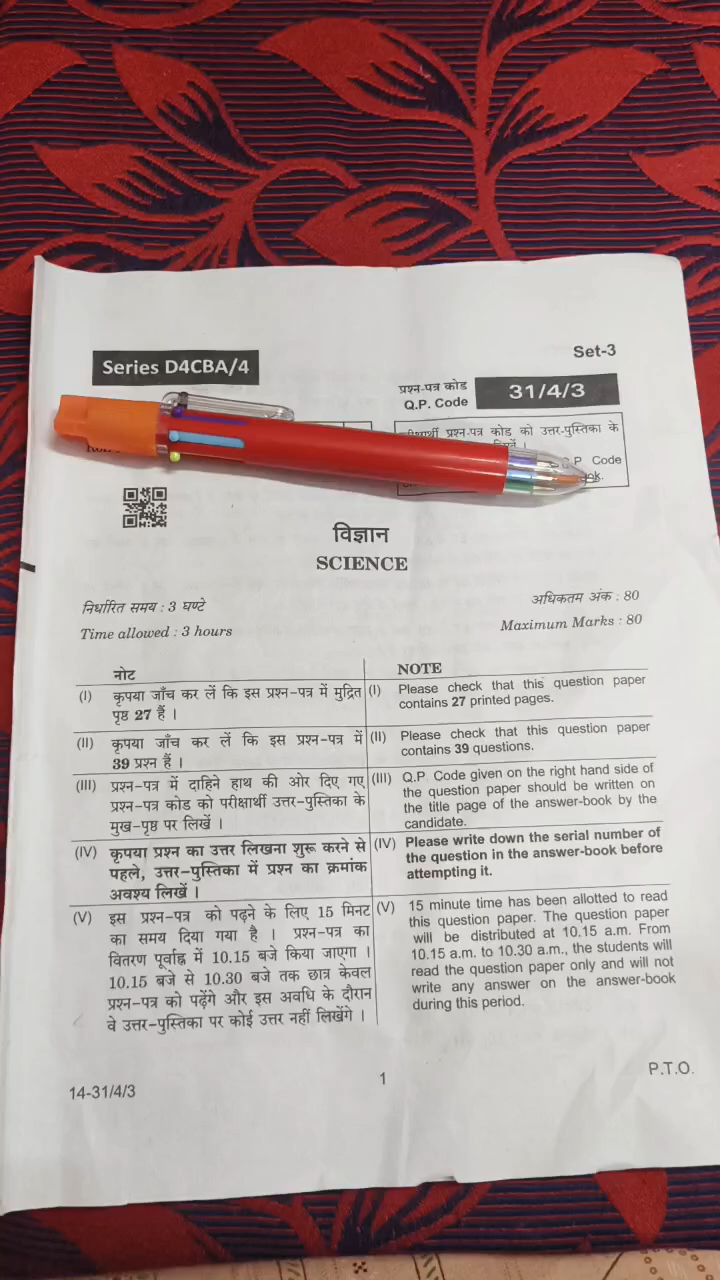 Series D4CBA/4
Set-3
प्रश्न-पत्र कोड
Q.P. Code
31/4/3
प्रश्न-पत्र कोड को उत्तर-पुस्तिका के
Code
विज्ञान
SCIENCE
निर्धारित समय : 3 घण्टे
अधिकतम अंक : 80
Time allowed : 3 hours
Maximum Marks : 80
नोट
(I) कृपया जाँच कर लें कि इस प्रश्न-पत्र में मुद्रित
पृष्ठ 27 हैं ।
(II) कृपया जाँच कर लें कि इस प्रश्न-पत्र में
39 प्रश्न हैं ।
(III) प्रश्न-पत्र में दाहिने हाथ की ओर दिए गए
प्रश्न-पत्र कोड को परीक्षार्थी उत्तर-पुस्तिका के
मुख-पृष्ठ पर लिखें ।
(IV) कृपया प्रश्न का उत्तर लिखना शुरू करने से
पहले, उत्तर-पुस्तिका में प्रश्न का क्रमांक
अवश्य लिखें ।
(V) इस प्रश्न-पत्र को पढ़ने के लिए 15 मिनट
का समय दिया गया है । प्रश्न-पत्र का
वितरण पूर्वाह्न में 10.15 बजे किया जाएगा ।
10.15 बजे से 10.30 बजे तक छात्र केवल
प्रश्न-पत्र को पढ़ेंगे और इस अवधि के दौरान
वे उत्तर-पुस्तिका पर कोई उत्तर नहीं लिखेंगे ।
NOTE
(I) Please check that this question paper
contains 27 printed pages.
(II) Please check that this question paper
contains 39 questions.
(III) Q.P. Code given on the right hand side of
the question paper should be written on
the title page of the answer-book by the
candidate.
(IV) Please write down the serial number of
the question in the answer-book before
attempting it.
(V) 15 minute time has been allotted to read
this question paper. The question paper
will be distributed at 10.15 a.m. From
10.15 a.m. to 10.30 a.m., the students will
read the question paper only and will not
write any answer on the answer-book
during this period.
14-31/4/3
1
P.T.O.